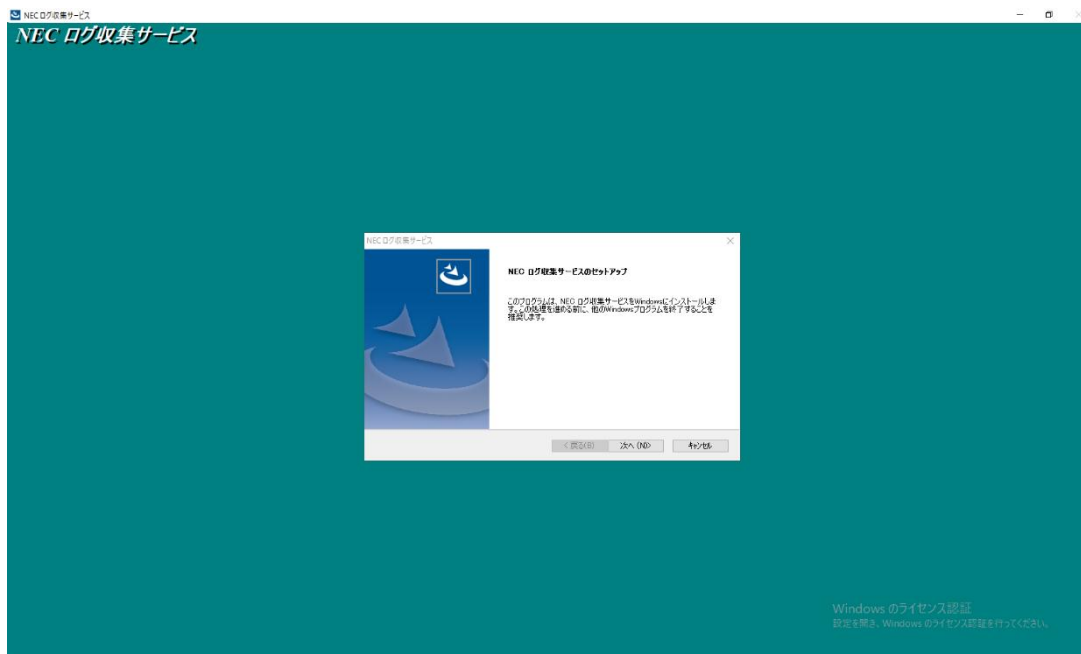 NEC ログ収集サービス
NEC ログ収集サービス
NEC ログ収集サービス
NEC ログ収集サービスのセットアップ
このプログラムは、NEC ログ収集サービスをWindowsにインストールしま
す。この処理を進める前に、他のWindowsプログラムを終了することを
推奨します。
< 戻る(B)
次へ (N)>
キャンセル
Windows のライセンス認証
設定を開き、Windows のライセンス認証を行ってください。